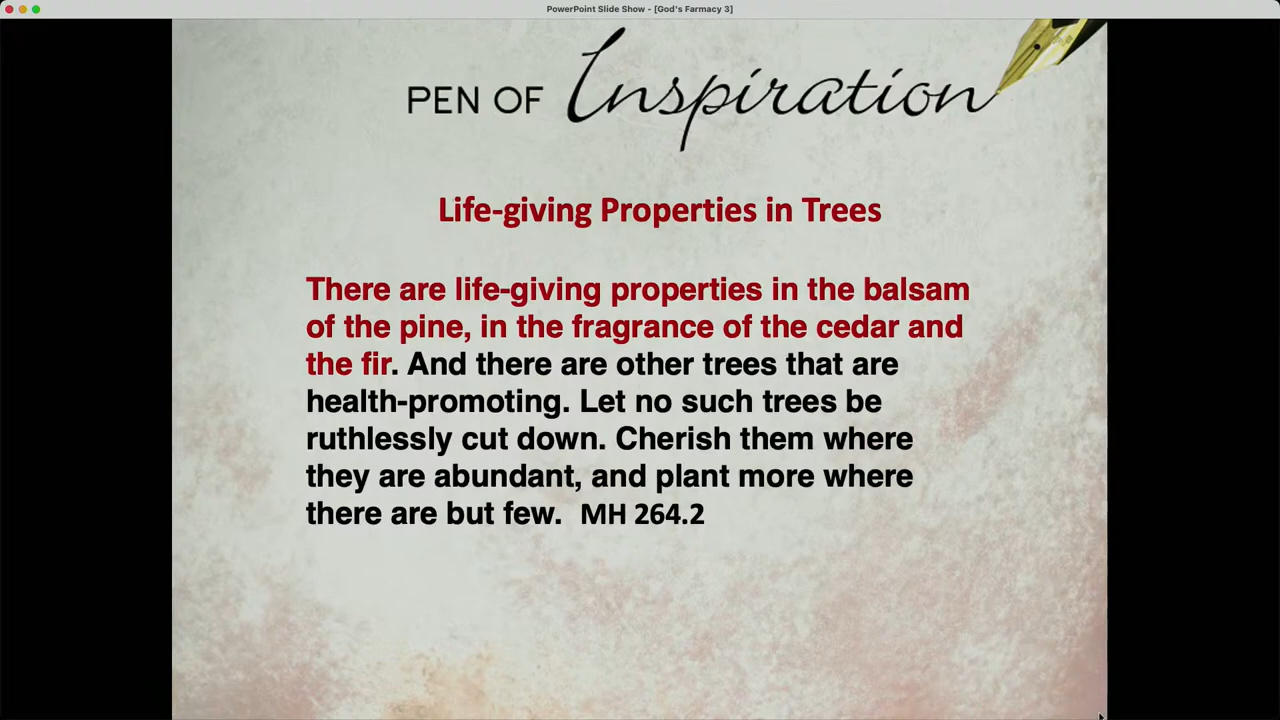 PowerPoint Slide Show - [God's Farmacy 3]
PEN OF Inspiration
Life-giving Properties in Trees
There are life-giving properties in the balsam
of the pine, in the fragrance of the cedar and
the fir. And there are other trees that are
health-promoting. Let no such trees be
ruthlessly cut down. Cherish them where
they are abundant, and plant more where
there are but few. MH 264.2